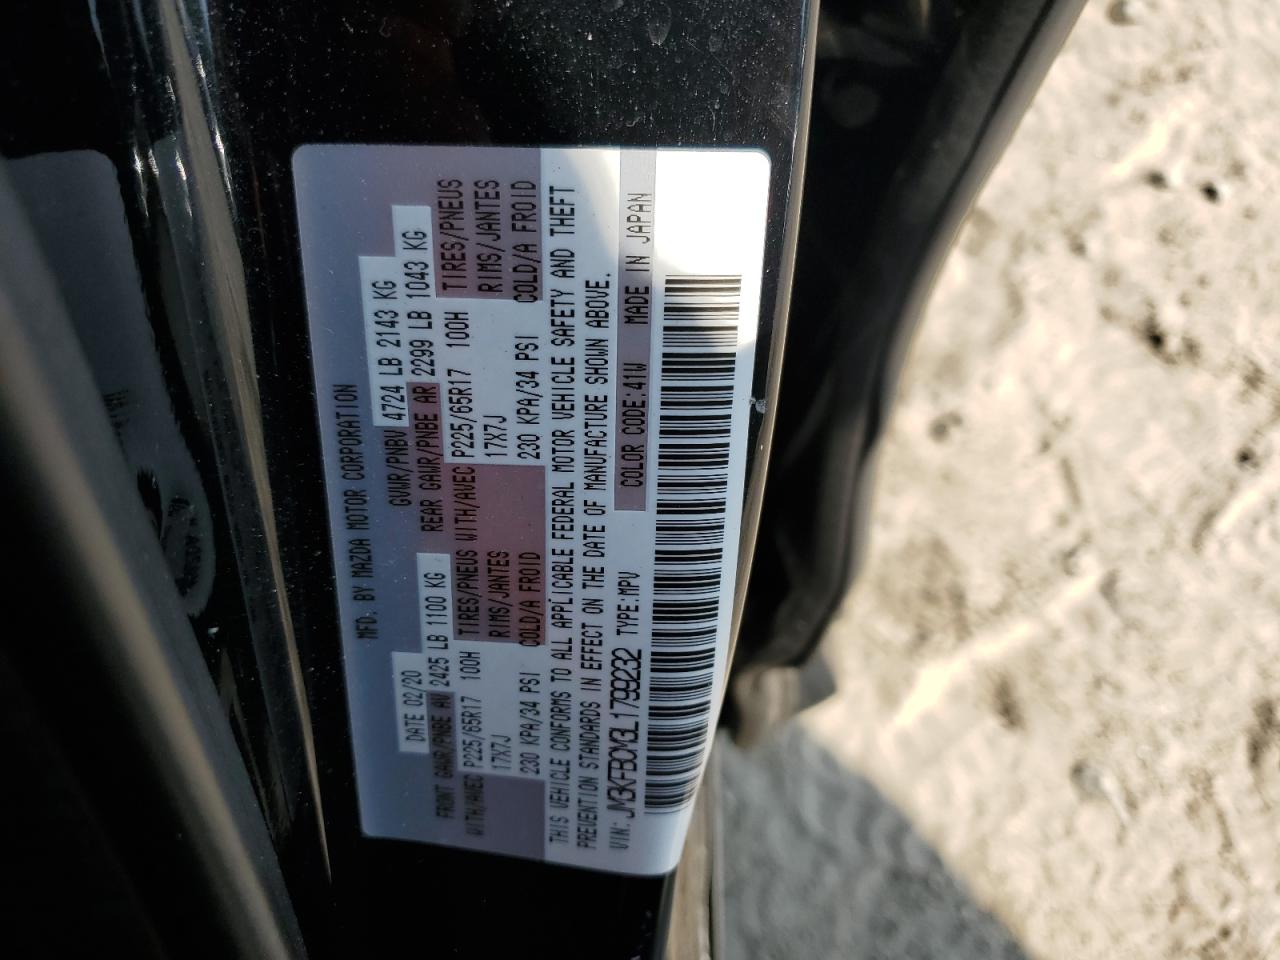 MFD. BY MAZDA MOTOR CORPORATION
DATE 02/20 GVWR/PNBV 4724 LB 2143 KG
FRONT GAWR/PNBE AV 2425 LB 1100 KG REAR GAWR/PNBE AR 2299 LB 1043 KG
WITH/AVEC P225/65R17 100H TIRES/PNEUS WITH/AVEC P225/65R17 100H TIRES/PNEUS
17X7J RIMS/JANTES 17X7J RIMS/JANTES
230 KPA/34 PSI COLD/A FROID 230 KPA/34 PSI COLD/A FROID
THIS VEHICLE CONFORMS TO ALL APPLICABLE FEDERAL MOTOR VEHICLE SAFETY AND THEFT
PREVENTION STANDARDS IN EFFECT ON THE DATE OF MANUFACTURE SHOWN ABOVE.
VIN: JM3KFBCM3L1799232 TYPE:MPV COLOR CODE:41W MADE IN JAPAN